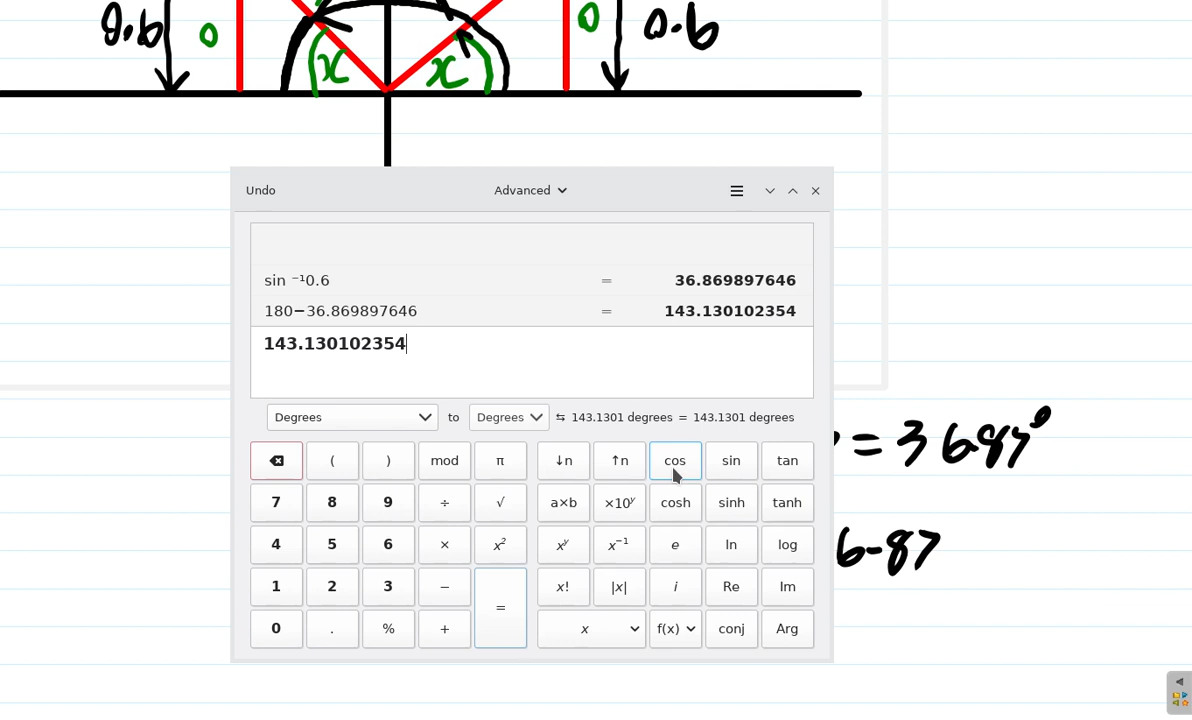 0.6 0 0 0.6
x x
Undo Advanced
sin ⁻¹0.6 = 36.869897646
180−36.869897646 = 143.130102354
143.130102354
Degrees to Degrees ⇆ 143.1301 degrees = 143.1301 degrees
= 36.87°
( ) mod π ↓n ↑n cos sin tan
7 8 9 ÷ √ a×b ×10ʸ cosh sinh tanh
4 5 6 × x² xʸ x⁻¹ e ln log
6.87
1 2 3 − = x! |x| i Re Im
0 . % + x f(x) conj Arg